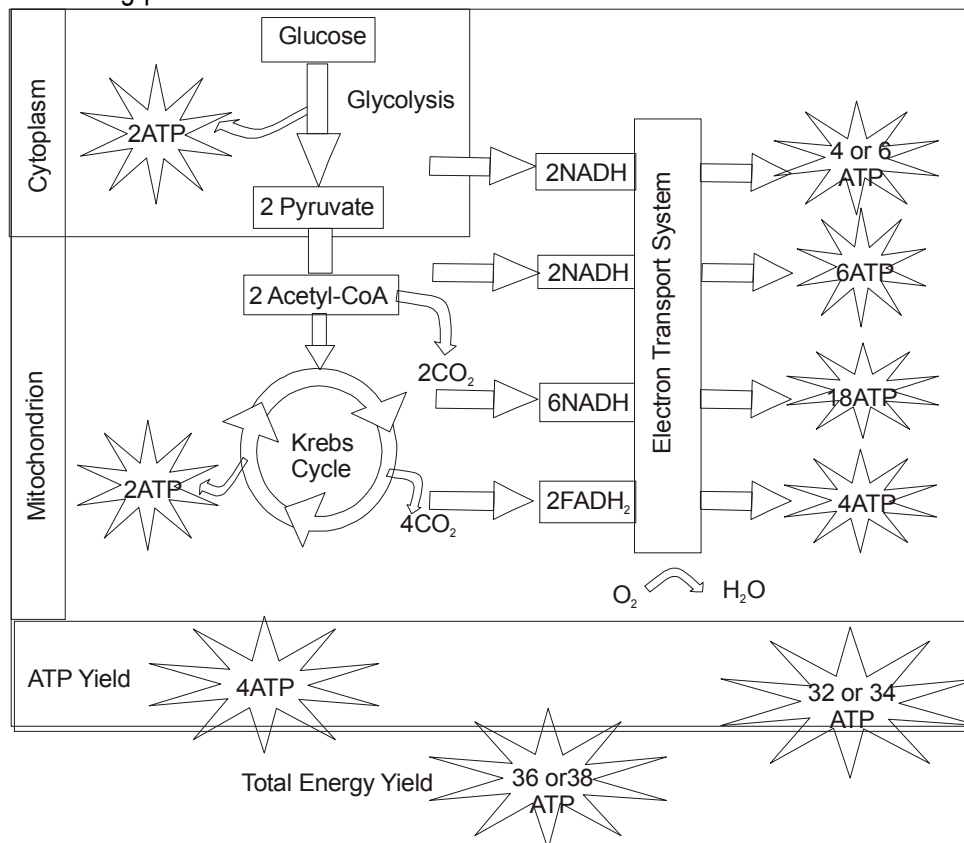 Glucose
Glycolysis
Cytoplasm
2ATP
4 or 6
ATP
2NADH
2 Pyruvate
Electron Transport System
2NADH
6ATP
2 Acetyl-CoA
2CO₂
6NADH
18ATP
Mitochondrion
Krebs
Cycle
2ATP
4CO₂
2FADH₂
4ATP
O₂
H₂O
ATP Yield
4ATP
32 or 34
ATP
Total Energy Yield
36 or38
ATP